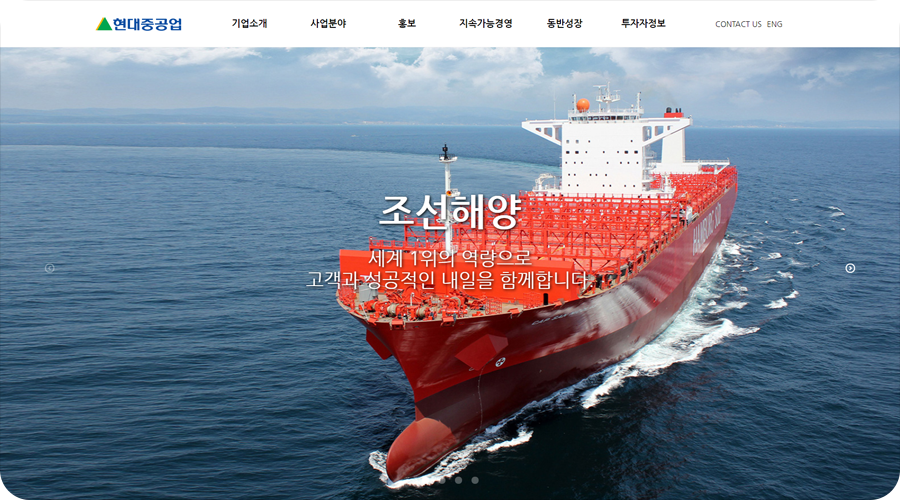 현대중공업
기업소개 사업분야 홍보 지속가능경영 동반성장 투자자정보 CONTACT US ENG
조선해양
세계 1위의 역량으로
고객과 성공적인 내일을 함께합니다.